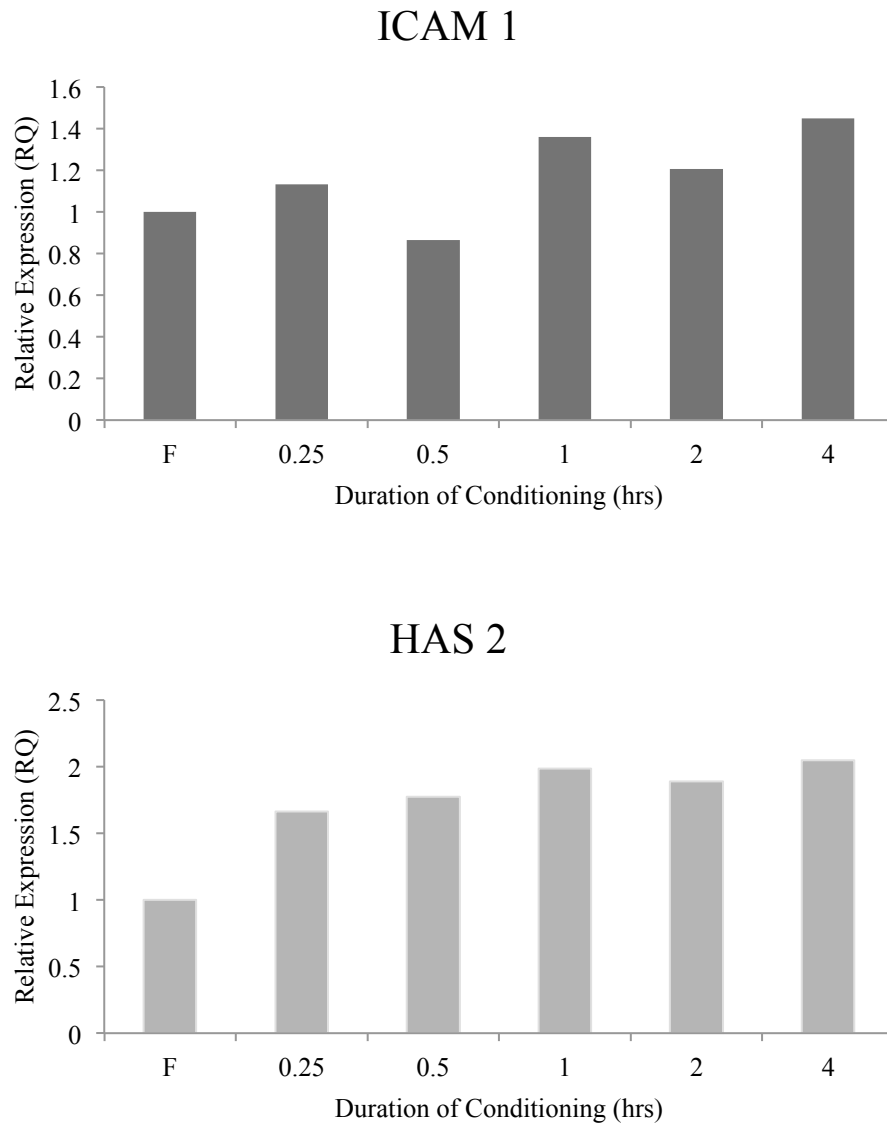 ICAM 1
Relative Expression (RQ)
1.6
1.4
1.2
1
0.8
0.6
0.4
0.2
0
F 0.25 0.5 1 2 4
Duration of Conditioning (hrs)
HAS 2
Relative Expression (RQ)
2.5
2
1.5
1
0.5
0
F 0.25 0.5 1 2 4
Duration of Conditioning (hrs)